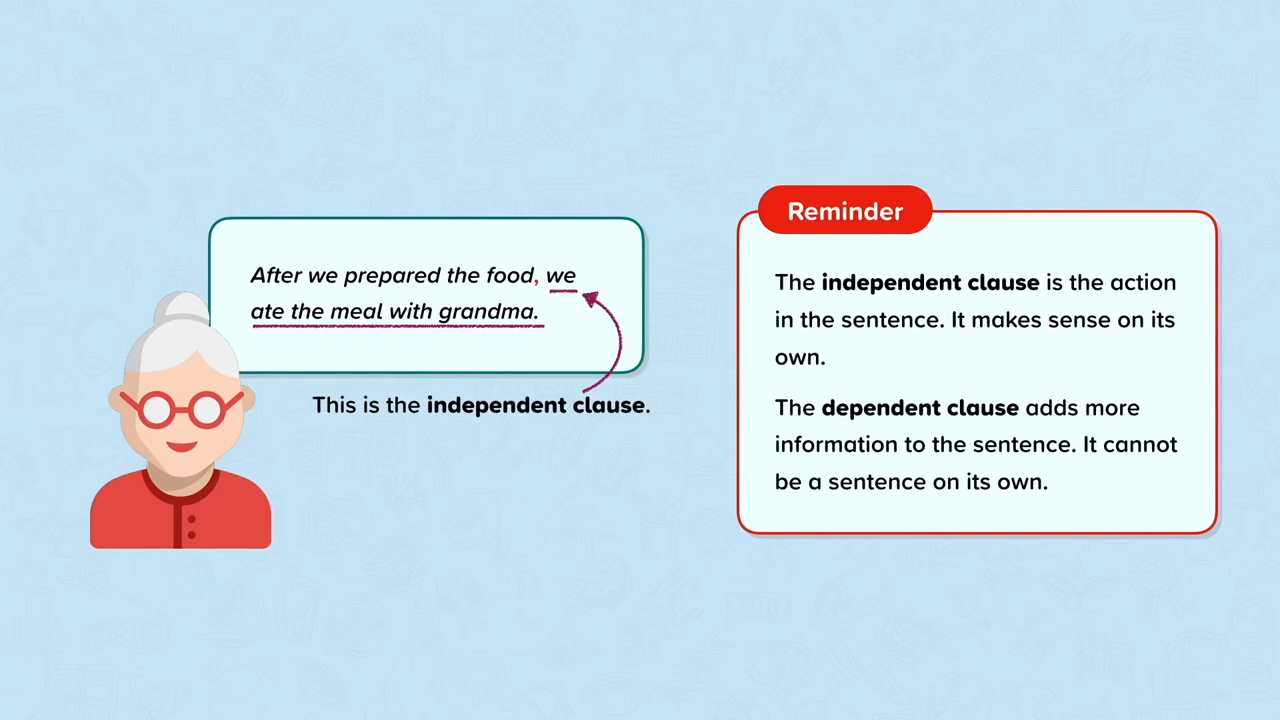 After we prepared the food, we
ate the meal with grandma.
This is the independent clause.
Reminder
The independent clause is the action
in the sentence. It makes sense on its
own.
The dependent clause adds more
information to the sentence. It cannot
be a sentence on its own.